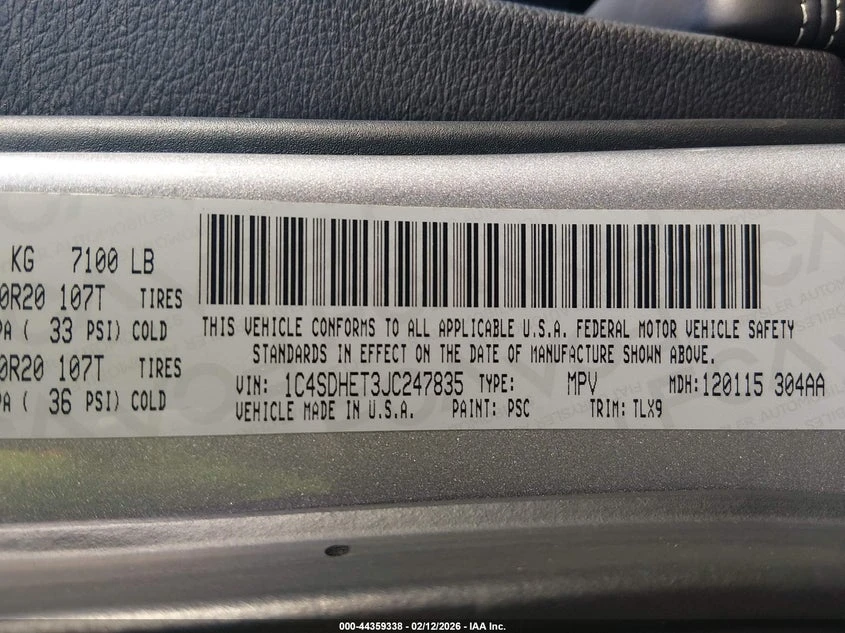 KG 7100 LB
0R20 107T TIRES
PA ( 33 PSI) COLD
0R20 107T TIRES
PA ( 36 PSI) COLD
THIS VEHICLE CONFORMS TO ALL APPLICABLE U.S.A. FEDERAL MOTOR VEHICLE SAFETY
STANDARDS IN EFFECT ON THE DATE OF MANUFACTURE SHOWN ABOVE.
VIN: 1C4SDHET3JC247835 TYPE: MPV MDH:120115 304AA
VEHICLE MADE IN U.S.A. PAINT: PSC TRIM: TLX9
000-44359338 - 02/12/2026 - IAA Inc.